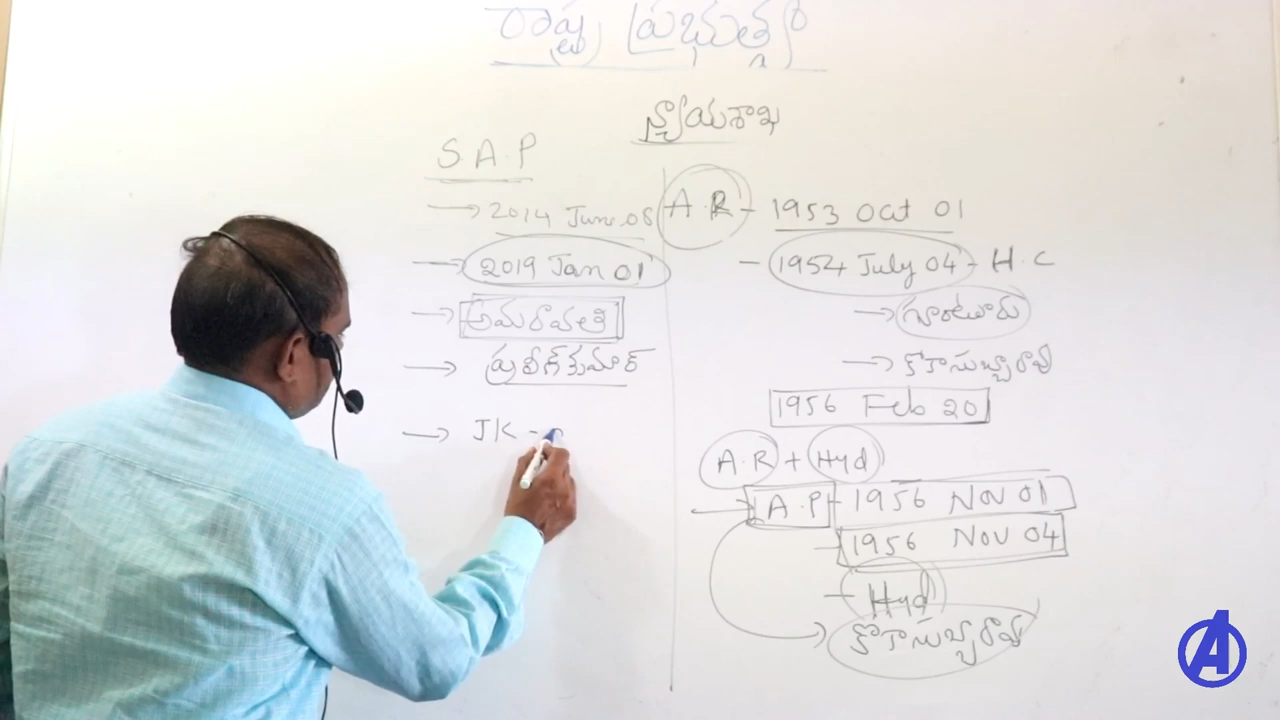 రాష్ట్ర ప్రభుత్వం
న్యాయశాఖ
S A.P
→ 2014 June 08
→ 2019 Jan 01
→ అమరావతి
→ ప్రవీణ్ కుమార్
→ JK -
A.R - 1953 Oct 01
- 1954 July 04 - H.C
→ గుంటూరు
→ కోకాసుబ్బారావు
1956 Feb 20
A.R + Hyd
→ A.P - 1956 Nov 01
- 1956 Nov 04
- Hyd
కోకాసుబ్బారావు
A